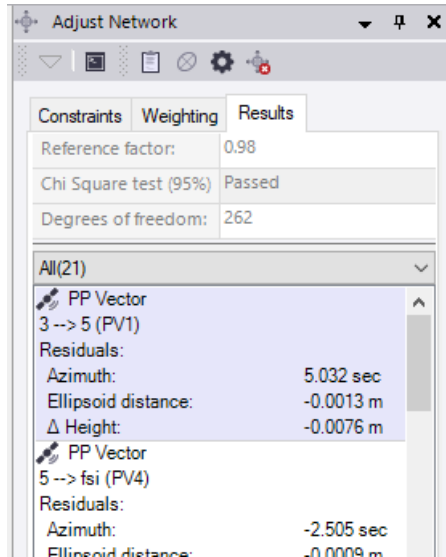 Adjust Network
Constraints Weighting Results
Reference factor: 0.98
Chi Square test (95%) Passed
Degrees of freedom: 262
All(21)
PP Vector
3 --> 5 (PV1)
Residuals:
Azimuth: 5.032 sec
Ellipsoid distance: -0.0013 m
Δ Height: -0.0076 m
PP Vector
5 --> fsi (PV4)
Residuals:
Azimuth: -2.505 sec
Ellipsoid distance: -0.0009 m